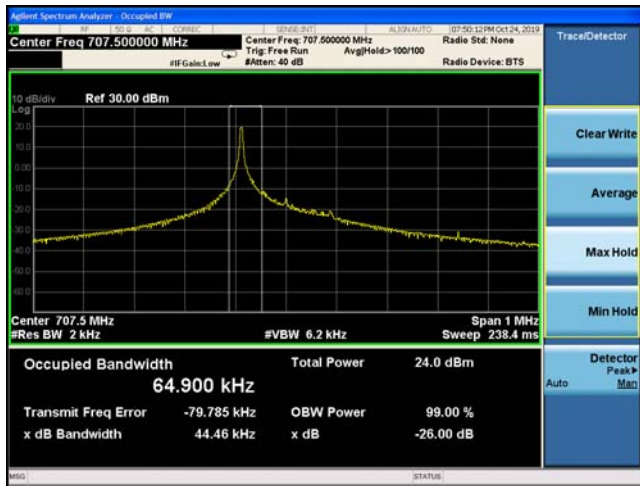 Agilent Spectrum Analyzer - Occupied BW
RF 50 Ω AC CORREC SENSE:INT ALIGN AUTO 07:50:12 PM Oct 24, 2019
Center Freq 707.500000 MHz
Center Freq: 707.500000 MHz
Radio Std: None
Trig: Free Run Avg|Hold:> 100/100
#IFGain:Low #Atten: 40 dB Radio Device: BTS
Trace/Detector
10 dB/div Ref 30.00 dBm
Log
20.0
10.0
0.00
-10.0
-20.0
-30.0
-40.0
-50.0
-60.0
Center 707.5 MHz Span 1 MHz
#Res BW 2 kHz #VBW 6.2 kHz Sweep 238.4 ms
Occupied Bandwidth Total Power 24.0 dBm
64.900 kHz
Transmit Freq Error -79.785 kHz OBW Power 99.00 %
x dB Bandwidth 44.46 kHz x dB -26.00 dB
Clear Write
Average
Max Hold
Min Hold
Detector
Peak▶
Auto Man
MSG STATUS